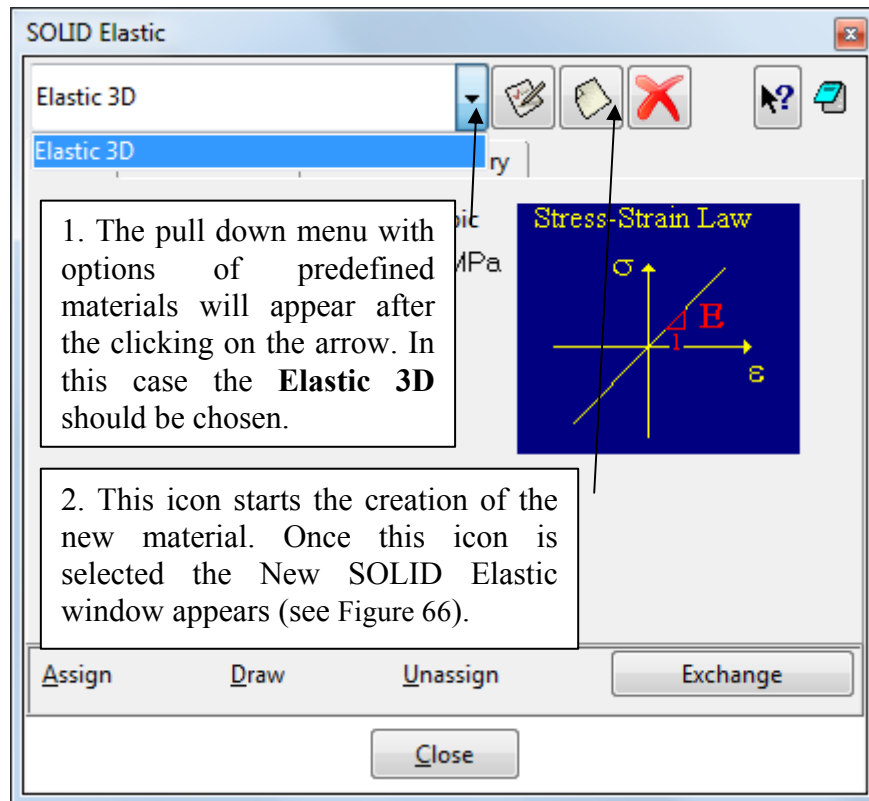 SOLID Elastic
Elastic 3D
Elastic 3D
ry
1. The pull down menu with
options of predefined
materials will appear after
the clicking on the arrow. In
this case the Elastic 3D
should be chosen.
pic
MPa
Stress-Strain Law
σ
E
1
ε
2. This icon starts the creation of the
new material. Once this icon is
selected the New SOLID Elastic
window appears (see Figure 66).
Assign Draw Unassign Exchange
Close